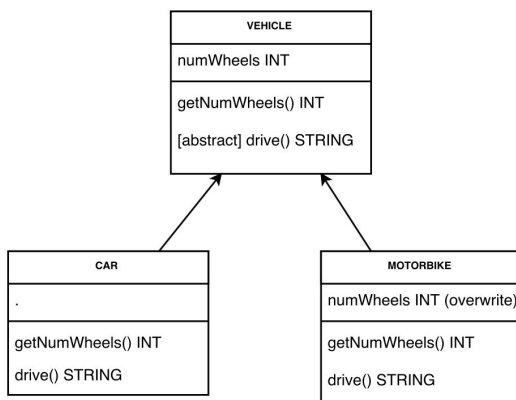 VEHICLE
numWheels INT
getNumWheels() INT
[abstract] drive() STRING
CAR
.
getNumWheels() INT
drive() STRING
MOTORBIKE
numWheels INT (overwrite)
getNumWheels() INT
drive() STRING